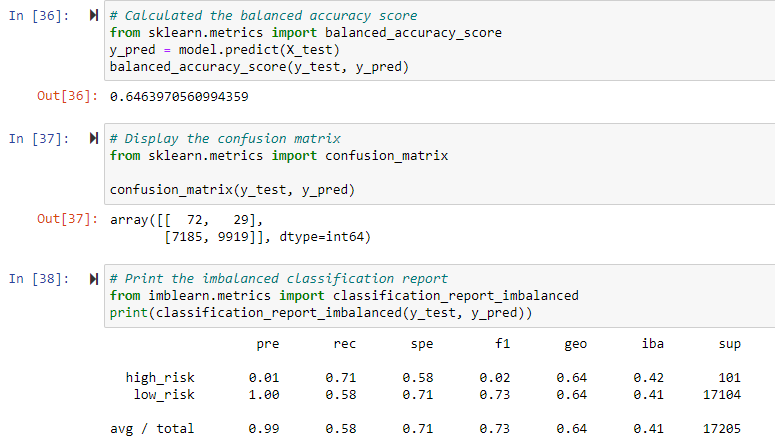 In [36]: # Calculated the balanced accuracy score
from sklearn.metrics import balanced_accuracy_score
y_pred = model.predict(X_test)
balanced_accuracy_score(y_test, y_pred)
Out[36]: 0.6463970560994359
In [37]: # Display the confusion matrix
from sklearn.metrics import confusion_matrix
confusion_matrix(y_test, y_pred)
Out[37]: array([[  72,   29],
[7185, 9919]], dtype=int64)
In [38]: # Print the imbalanced classification report
from imblearn.metrics import classification_report_imbalanced
print(classification_report_imbalanced(y_test, y_pred))
pre rec spe f1 geo iba sup
high_risk 0.01 0.71 0.58 0.02 0.64 0.42 101
low_risk 1.00 0.58 0.71 0.73 0.64 0.41 17104
avg / total 0.99 0.58 0.71 0.73 0.64 0.41 17205